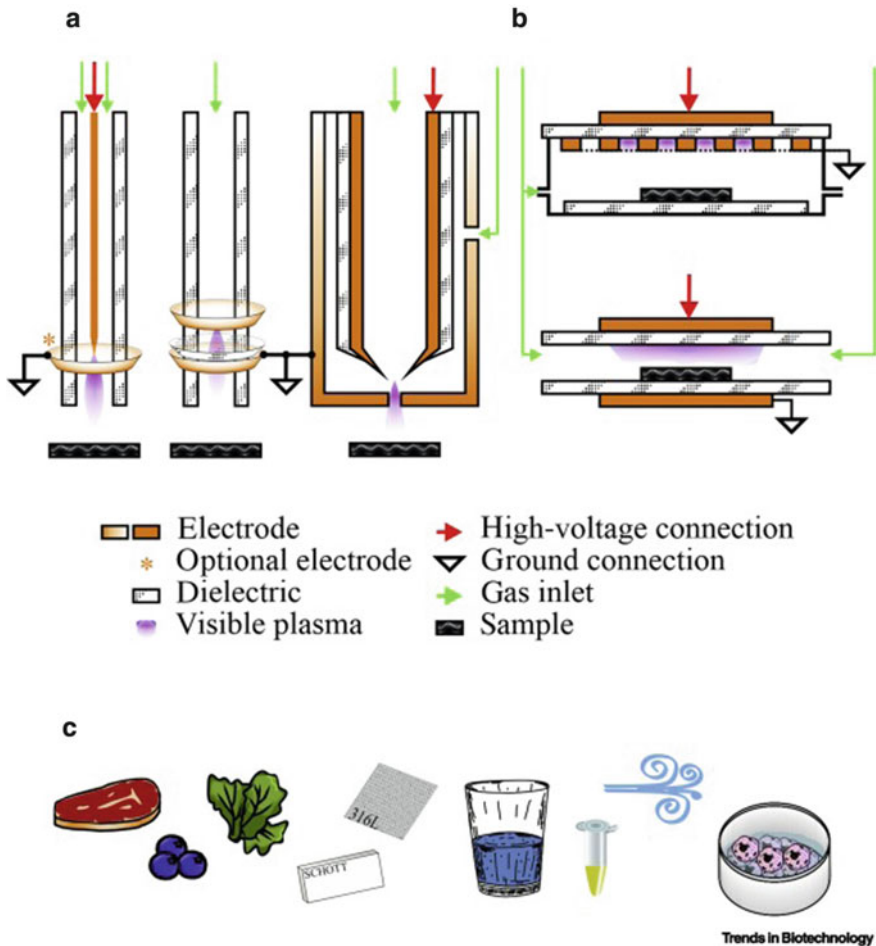 a
b
*
Electrode
* Optional electrode
Dielectric
Visible plasma
High-voltage connection
Ground connection
Gas inlet
Sample
c
316L
SCHOTT
Trends in Biotechnology